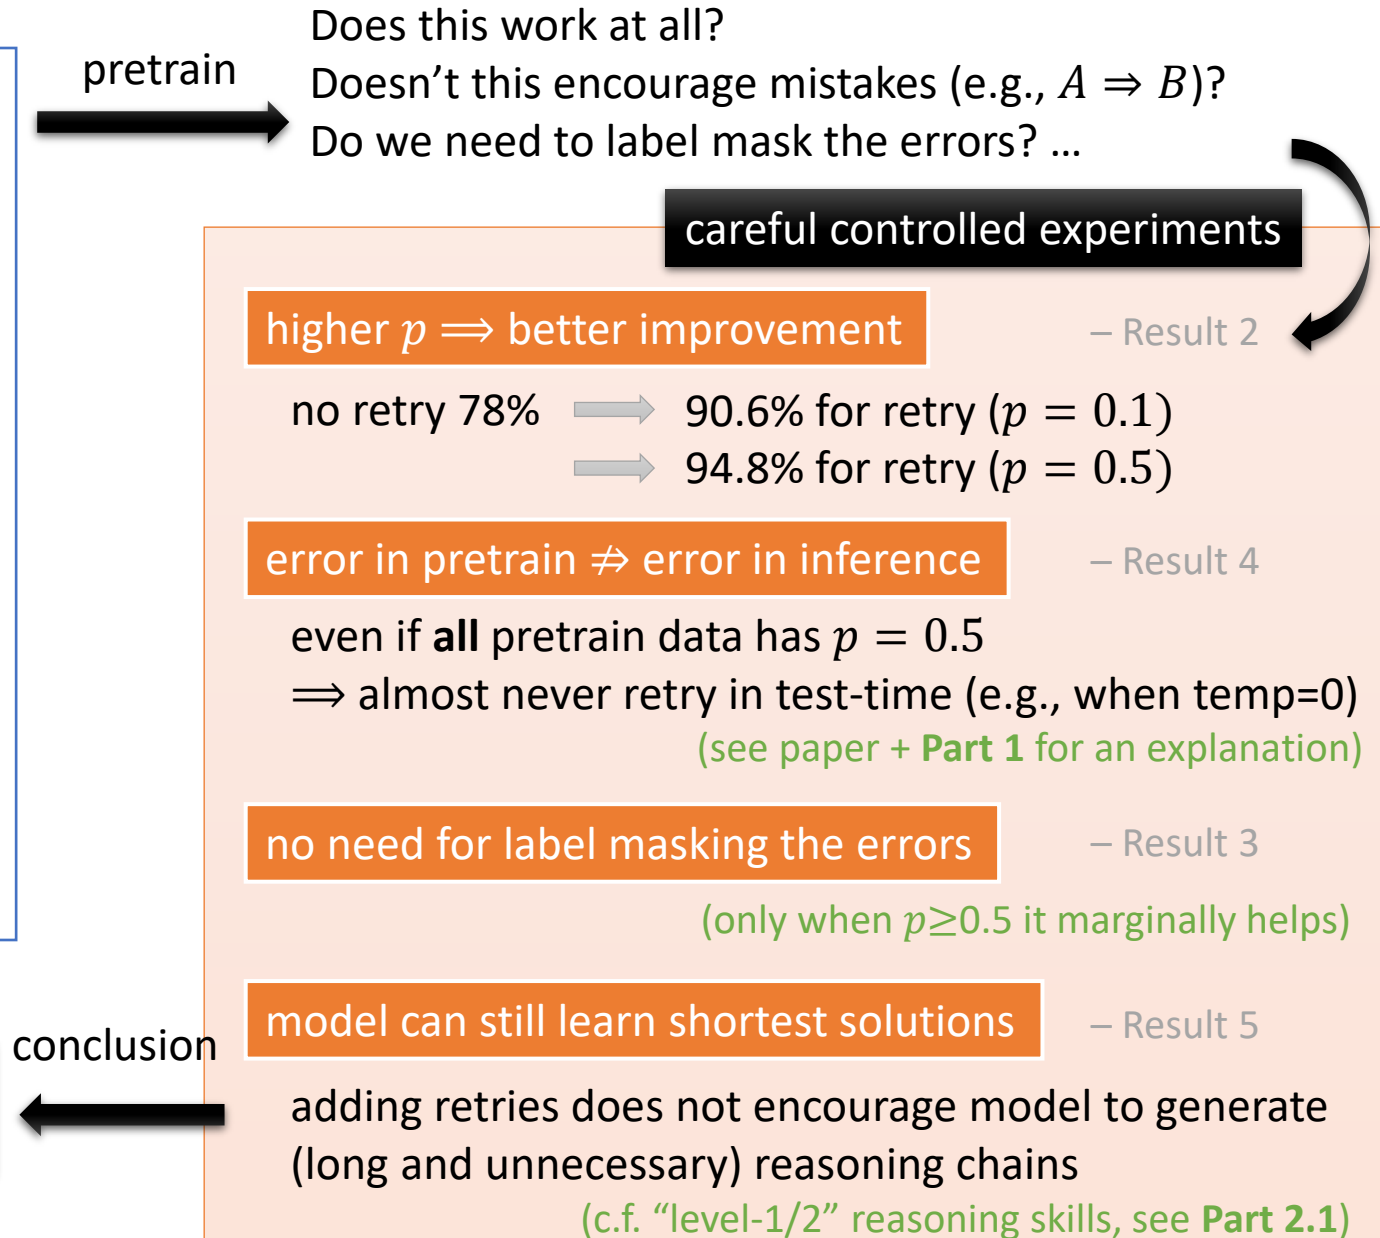 Does this work at all?
pretrain
Doesn’t this encourage mistakes (e.g., A ⇒ B)?
Do we need to label mask the errors? …
careful controlled experiments
higher p ⟹ better improvement – Result 2
no retry 78% 90.6% for retry (p = 0.1)
94.8% for retry (p = 0.5)
error in pretrain ⇏ error in inference – Result 4
even if all pretrain data has p = 0.5
⟹ almost never retry in test-time (e.g., when temp=0)
(see paper + Part 1 for an explanation)
no need for label masking the errors – Result 3
(only when p≥0.5 it marginally helps)
model can still learn shortest solutions – Result 5
conclusion
adding retries does not encourage model to generate
(long and unnecessary) reasoning chains
(c.f. “level-1/2” reasoning skills, see Part 2.1)